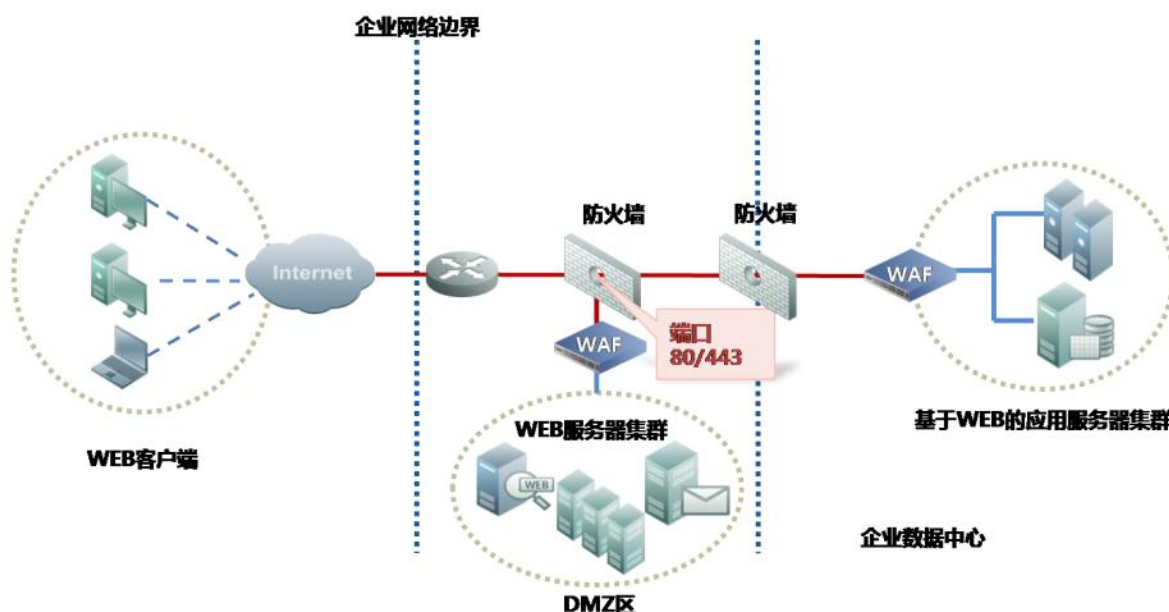 企业网络边界
防火墙
防火墙
Internet
WAF
端口
80/443
WAF
WEB服务器集群
基于WEB的应用服务器集群
WEB客户端
WEB
企业数据中心
DMZ区